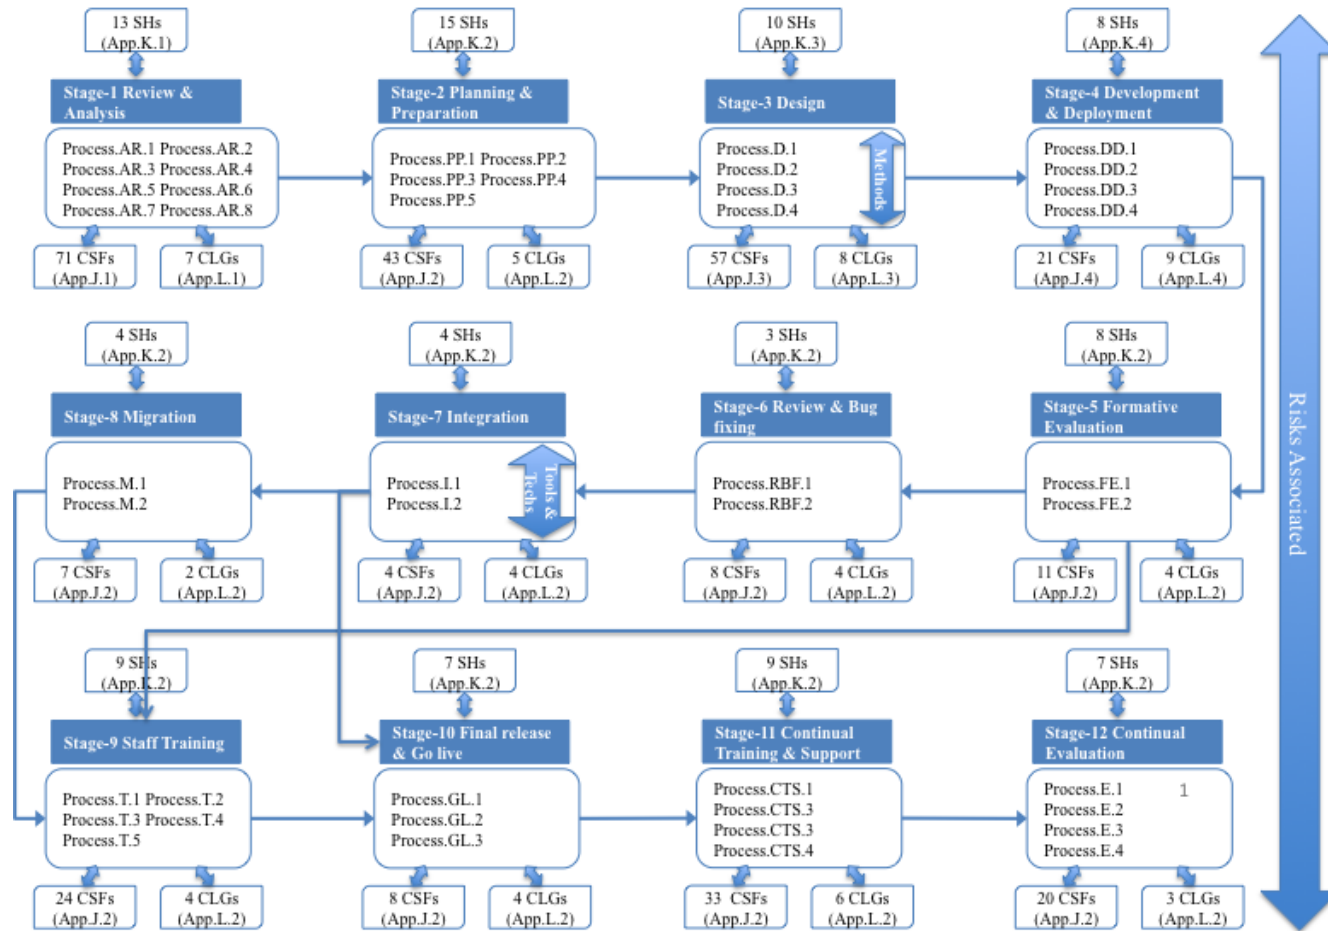 13 SHs
(App.K.1)
15 SHs
(App.K.2)
10 SHs
(App.K.3)
8 SHs
(App.K.4)
Stage-1 Review &
Analysis
Stage-2 Planning &
Preparation
Stage-3 Design
Stage-4 Development
& Deployment
Process.AR.1 Process.AR.2
Process.AR.3 Process.AR.4
Process.AR.5 Process.AR.6
Process.AR.7 Process.AR.8
Process.PP.1 Process.PP.2
Process.PP.3 Process.PP.4
Process.PP.5
Process.D.1
Process.D.2
Process.D.3
Process.D.4
Methods
Process.DD.1
Process.DD.2
Process.DD.3
Process.DD.4
71 CSFs
(App.J.1)
7 CLGs
(App.L.1)
43 CSFs
(App.J.2)
5 CLGs
(App.L.2)
57 CSFs
(App.J.3)
8 CLGs
(App.L.3)
21 CSFs
(App.J.4)
9 CLGs
(App.L.4)
4 SHs
(App.K.2)
4 SHs
(App.K.2)
3 SHs
(App.K.2)
8 SHs
(App.K.2)
Stage-8 Migration
Stage-7 Integration
Stage-6 Review & Bug
fixing
Stage-5 Formative
Evaluation
Process.M.1
Process.M.2
Process.I.1
Process.I.2
Tools &
Techs
Process.RBF.1
Process.RBF.2
Process.FE.1
Process.FE.2
7 CSFs
(App.J.2)
2 CLGs
(App.L.2)
4 CSFs
(App.J.2)
4 CLGs
(App.L.2)
8 CSFs
(App.J.2)
4 CLGs
(App.L.2)
11 CSFs
(App.J.2)
4 CLGs
(App.L.2)
9 SHs
(App.K.2)
7 SHs
(App.K.2)
9 SHs
(App.K.2)
7 SHs
(App.K.2)
Stage-9 Staff Training
Stage-10 Final release
& Go live
Stage-11 Continual
Training & Support
Stage-12 Continual
Evaluation
Process.T.1 Process.T.2
Process.T.3 Process.T.4
Process.T.5
Process.GL.1
Process.GL.2
Process.GL.3
Process.CTS.1
Process.CTS.3
Process.CTS.3
Process.CTS.4
Process.E.1 1
Process.E.2
Process.E.3
Process.E.4
24 CSFs
(App.J.2)
4 CLGs
(App.L.2)
8 CSFs
(App.J.2)
4 CLGs
(App.L.2)
33 CSFs
(App.J.2)
6 CLGs
(App.L.2)
20 CSFs
(App.J.2)
3 CLGs
(App.L.2)
Risks Associated